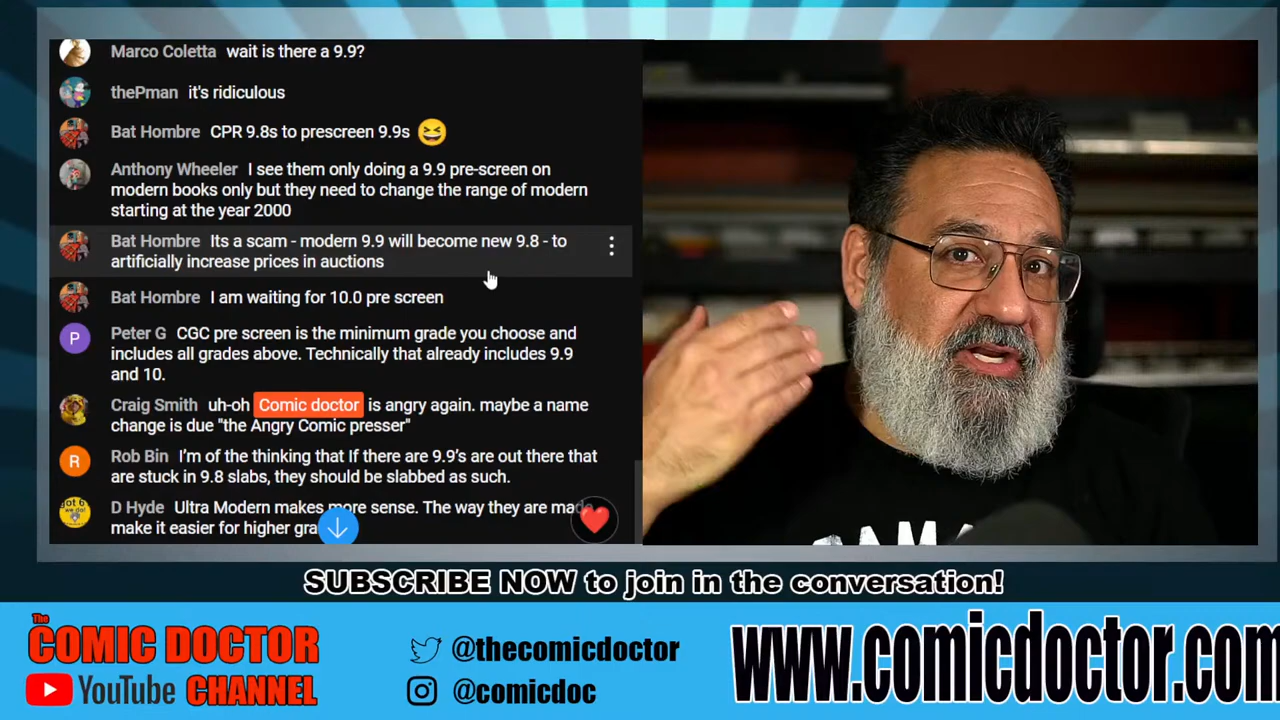 Marco Coletta wait is there a 9.9?
thePman it's ridiculous
Bat Hombre CPR 9.8s to prescreen 9.9s
Anthony Wheeler I see them only doing a 9.9 pre-screen on
modern books only but they need to change the range of modern
starting at the year 2000
Bat Hombre Its a scam - modern 9.9 will become new 9.8 - to
artificially increase prices in auctions
Bat Hombre I am waiting for 10.0 pre screen
P
Peter G CGC pre screen is the minimum grade you choose and
includes all grades above. Technically that already includes 9.9
and 10.
Craig Smith uh-oh Comic doctor is angry again. maybe a name
change is due "the Angry Comic presser"
R
Rob Bin I'm of the thinking that If there are 9.9's are out there that
are stuck in 9.8 slabs, they should be slabbed as such.
D Hyde Ultra Modern makes more sense. The way they are
make it easier for higher
SUBSCRIBE NOW to join in the conversation!
The
COMIC DOCTOR
YouTube CHANNEL
@thecomicdoctor
@comicdoc
www.comicdoctor.com